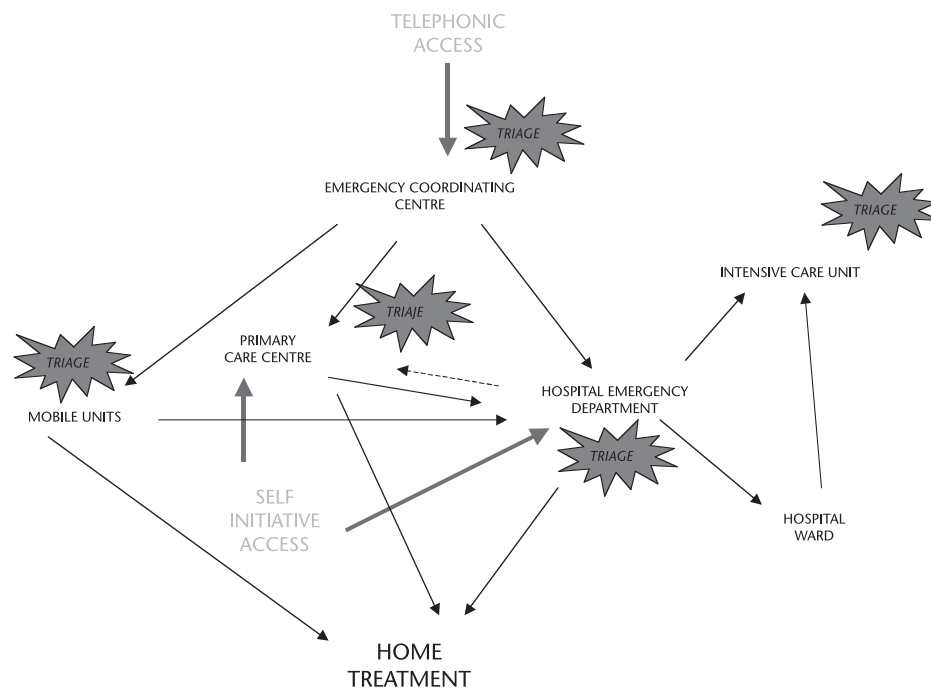 TELEPHONIC
ACCESS
TRIAGE
EMERGENCY COORDINATING
CENTRE
TRIAGE
INTENSIVE CARE UNIT
TRIAJE
PRIMARY
CARE CENTRE
TRIAGE
MOBILE UNITS
HOSPITAL EMERGENCY
DEPARTMENT
TRIAGE
SELF
INITIATIVE
ACCESS
HOSPITAL
WARD
HOME
TREATMENT